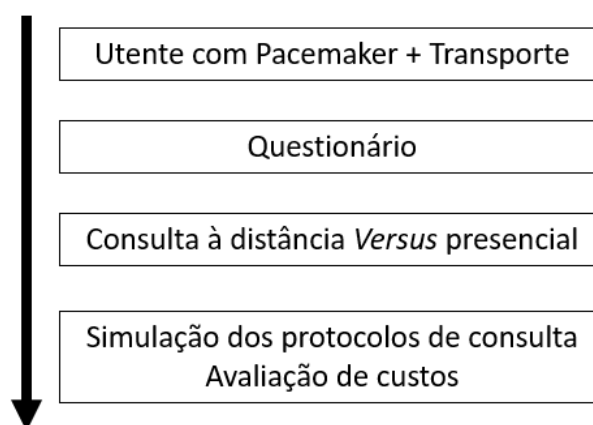 Utente com Pacemaker + Transporte
Questionário
Consulta à distância Versus presencial
Simulação dos protocolos de consulta
Avaliação de custos